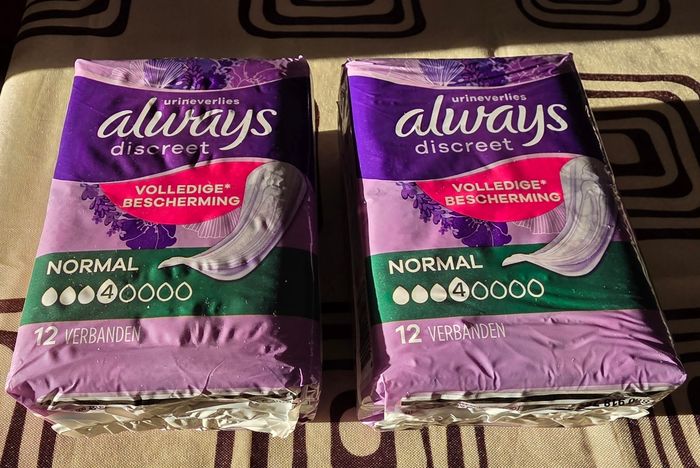 urineverlies
always
discreet
VOLLEDIGE*
BESCHERMING
NORMAL
4
12 VERBANDEN
urineverlies
always
discreet
VOLLEDIGE*
BESCHERMING
NORMAL
4
12 VERBANDEN